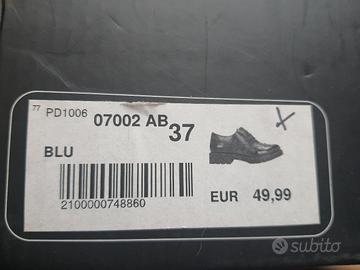 77 PD1006 07002 AB 37
BLU
2100000748860
EUR 49,99
subito